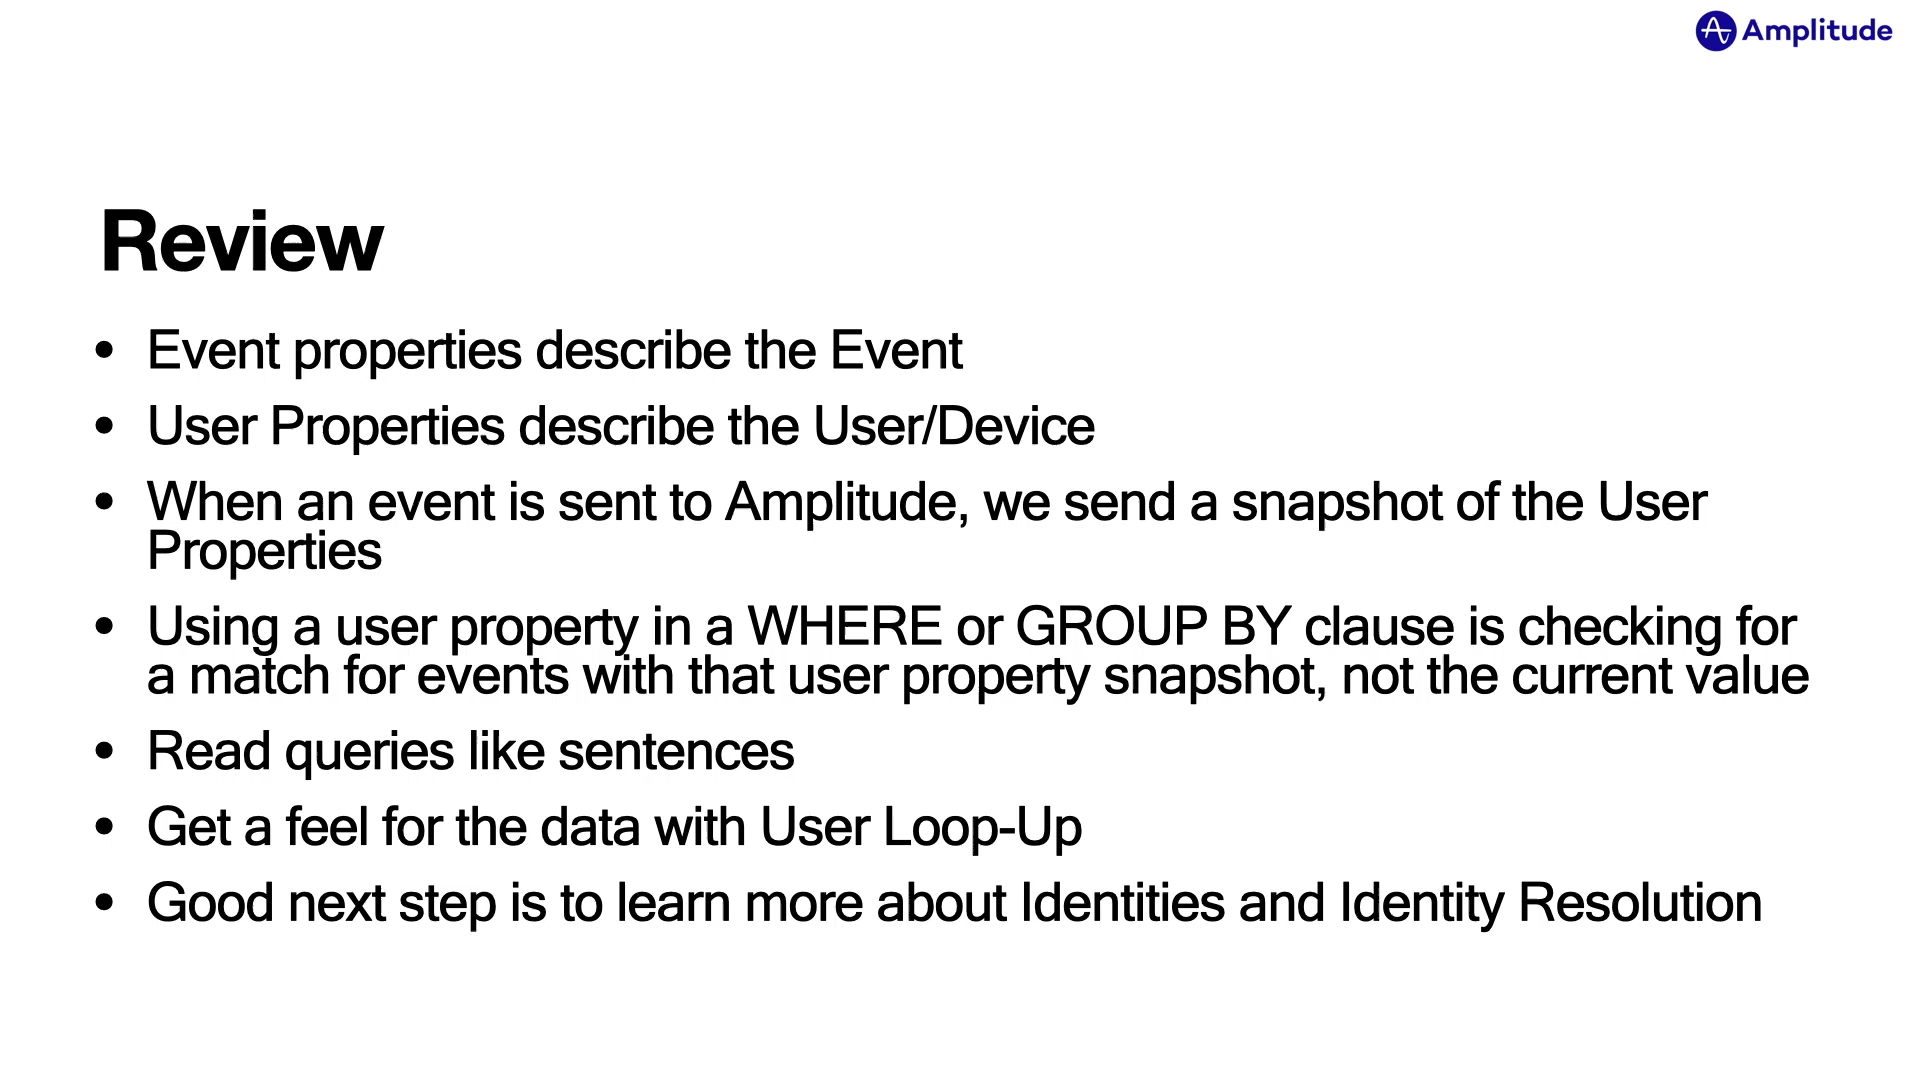 Amplitude
Review
• Event properties describe the Event
• User Properties describe the User/Device
• When an event is sent to Amplitude, we send a snapshot of the User
Properties
• Using a user property in a WHERE or GROUP BY clause is checking for
a match for events with that user property snapshot, not the current value
• Read queries like sentences
• Get a feel for the data with User Loop-Up
• Good next step is to learn more about Identities and Identity Resolution